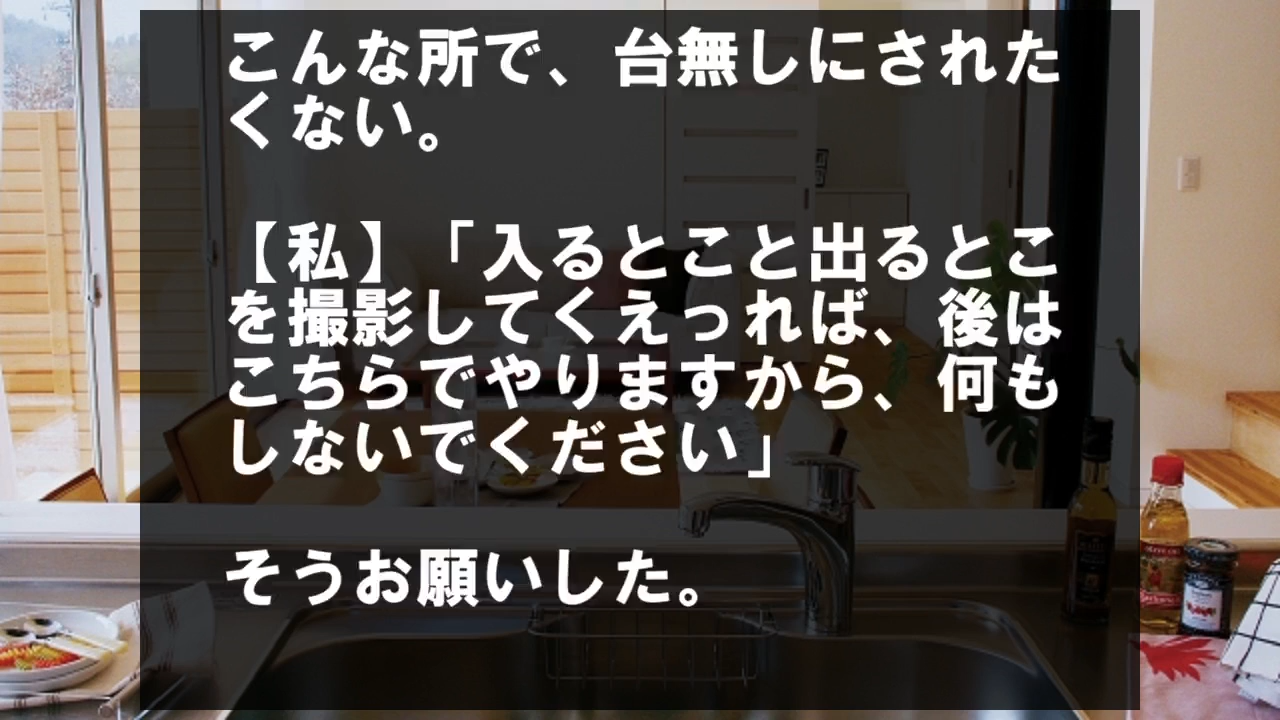 こんな所で、台無しにされた
くない。
【私】「入るとこと出るとこ
を撮影してくえっれば、後は
こちらでやりますから、何も
しないでください」
そうお願いした。